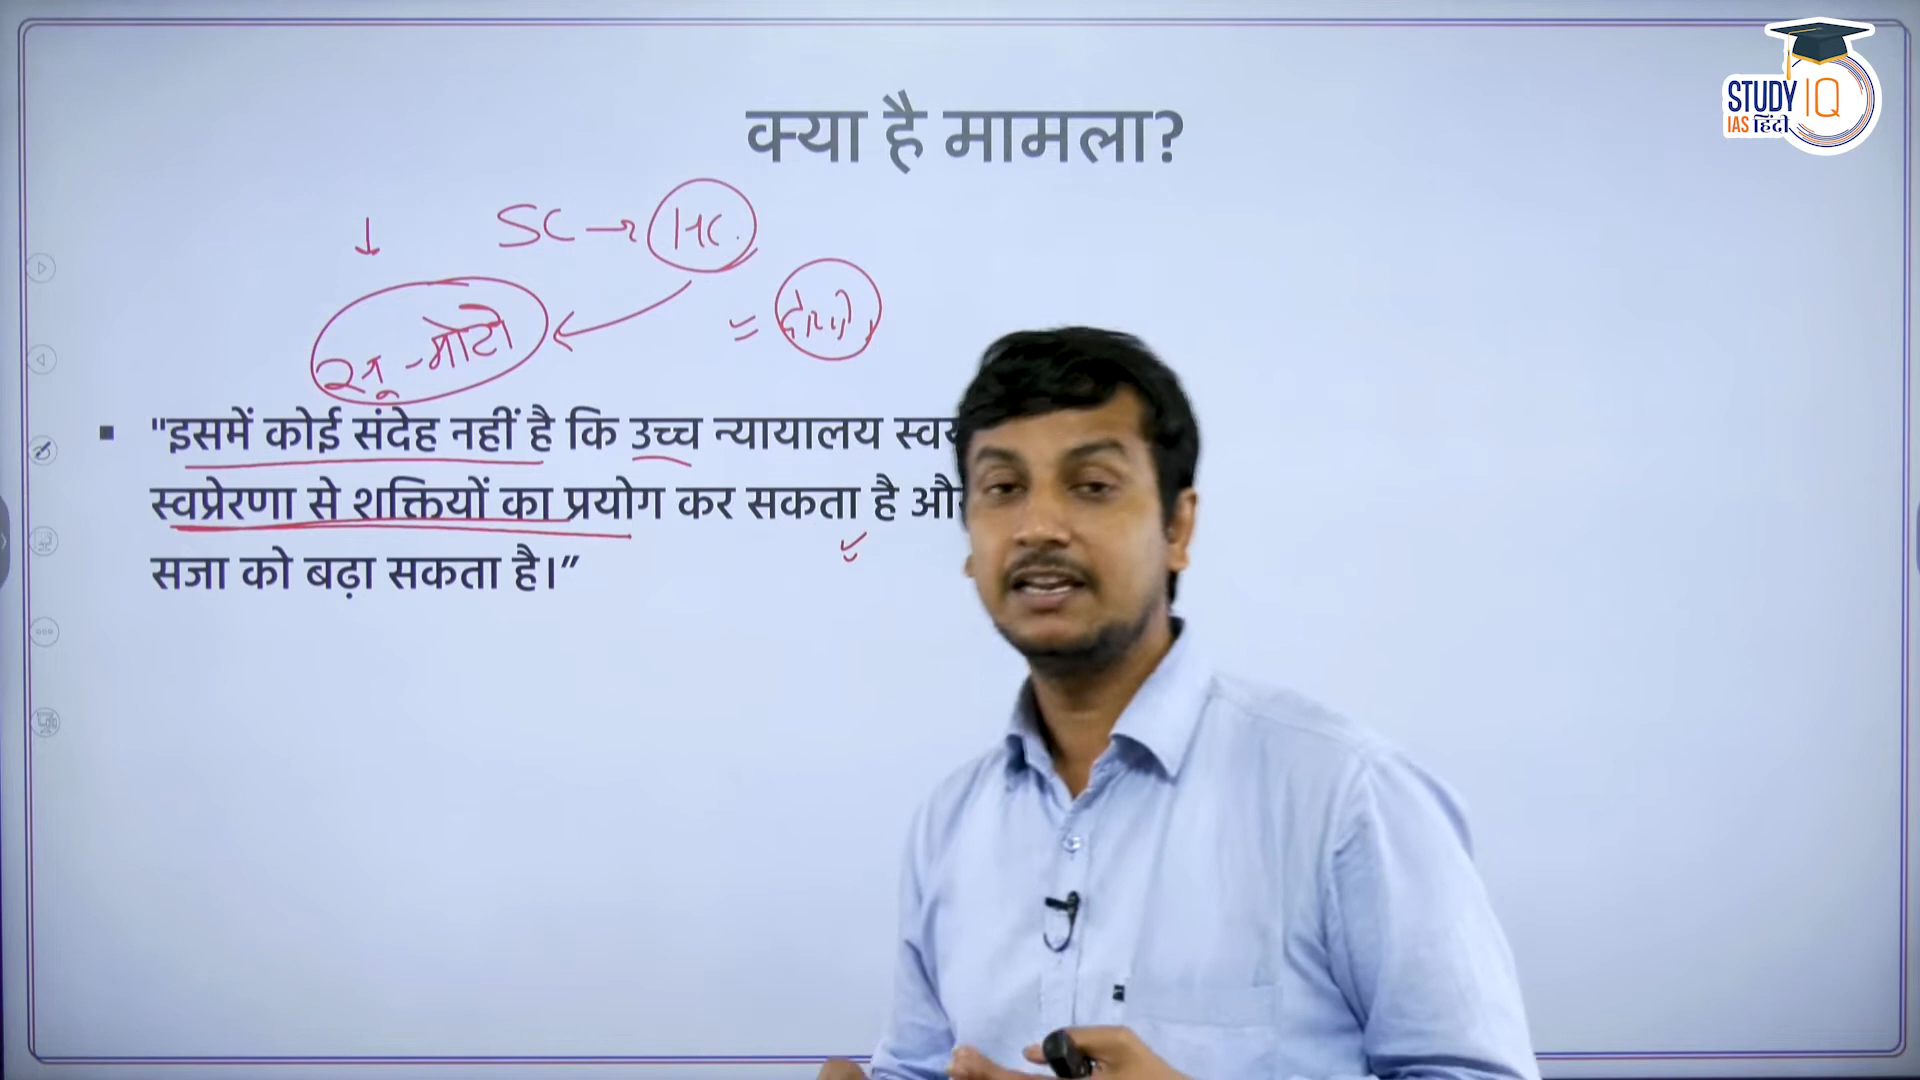 STUDY IQ
IAS हिंदी
क्या है मामला?
SC → HC.
=
मोटो
"इसमें कोई संदेह नहीं है कि उच्च न्यायालय
स्वप्रेरणा से शक्तियों का प्रयोग कर सकता है
सजा को बढ़ा सकता है।”